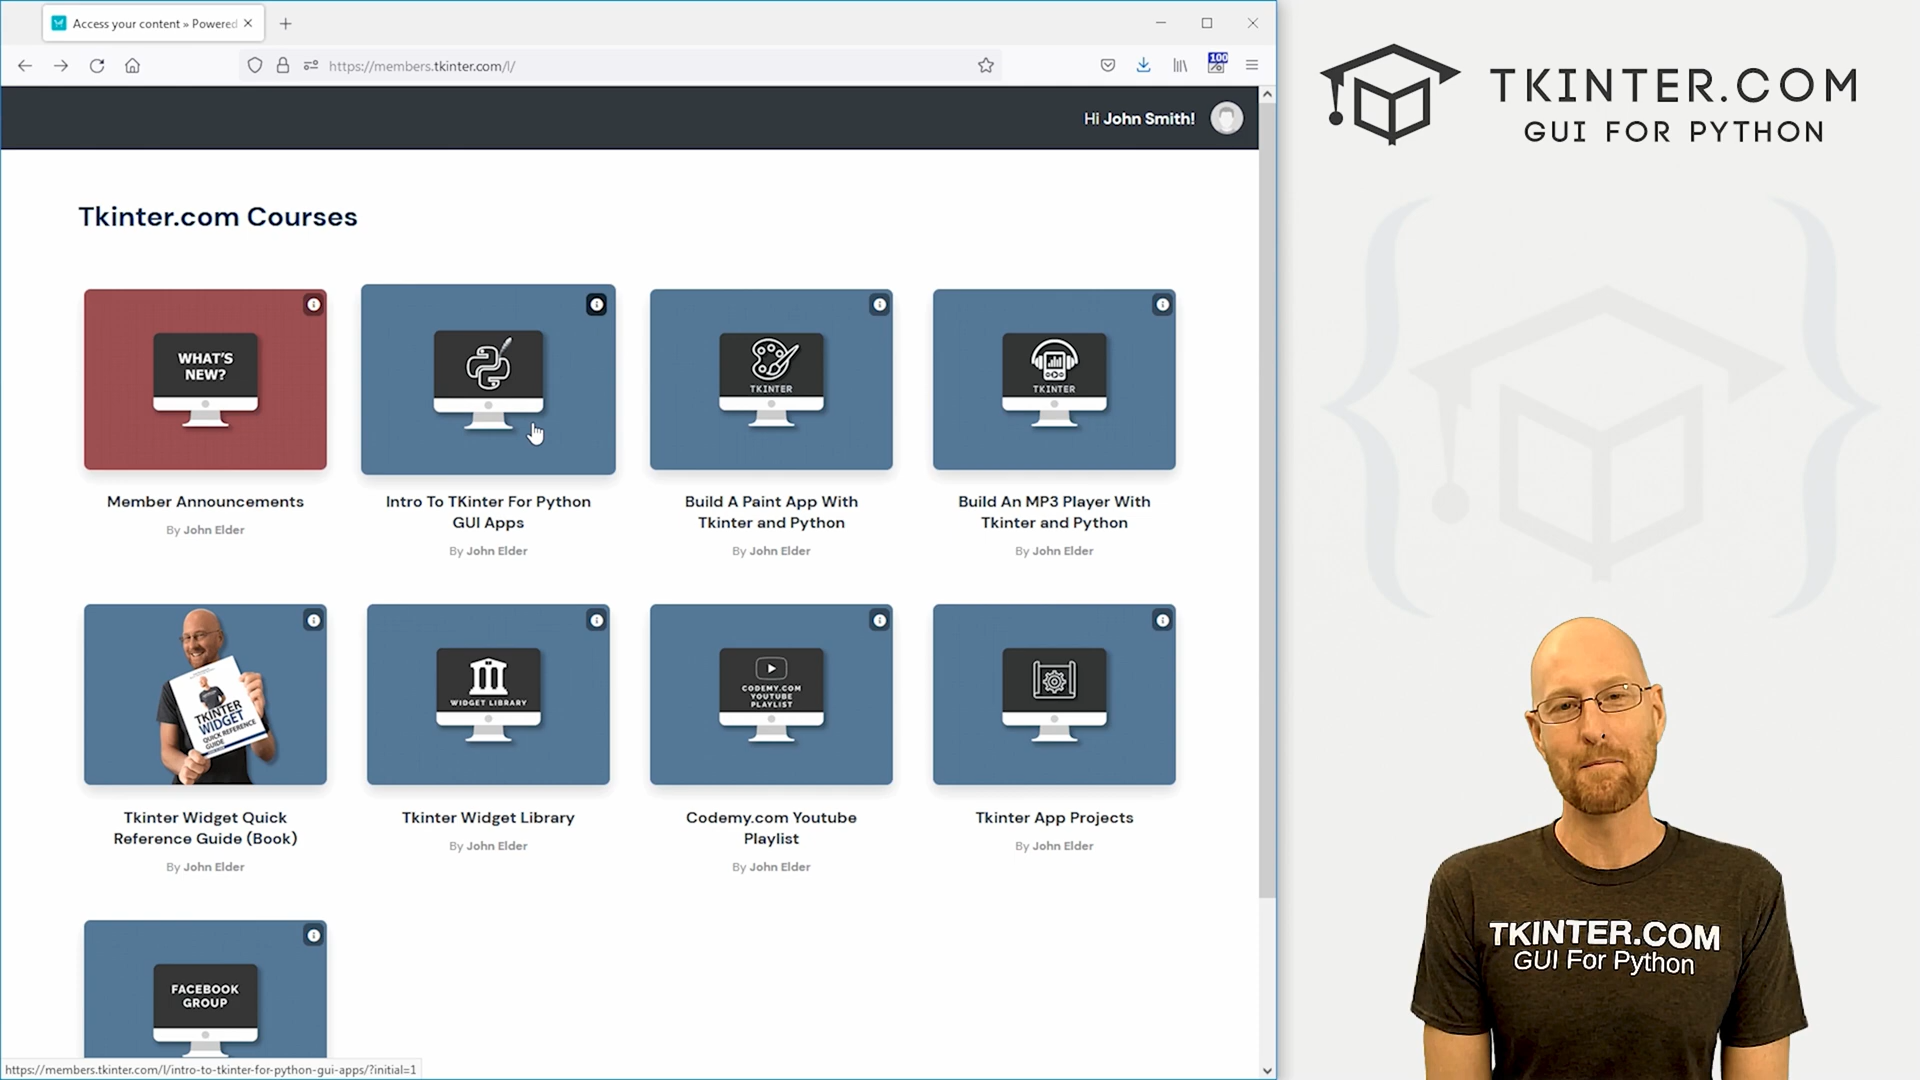 Access your content » Powered
https://members.tkinter.com/l/
100
Hi John Smith!
TKINTER.COM
GUI FOR PYTHON
Tkinter.com Courses
WHAT'S
NEW?
TKINTER
TKINTER
Member Announcements
By John Elder
Intro To TKinter For Python
GUI Apps
By John Elder
Build A Paint App With
Tkinter and Python
By John Elder
Build An MP3 Player With
Tkinter and Python
By John Elder
TKINTER
WIDGET
QUICK REFERENCE
GUIDE
WIDGET LIBRARY
CODEMY.COM
YOUTUBE
PLAYLIST
Tkinter Widget Quick
Reference Guide (Book)
By John Elder
Tkinter Widget Library
By John Elder
Codemy.com Youtube
Playlist
By John Elder
Tkinter App Projects
By John Elder
FACEBOOK
GROUP
https://members.tkinter.com/l/intro-to-tkinter-for-python-gui-apps/?initial=1
TKINTER.COM
GUI For Python